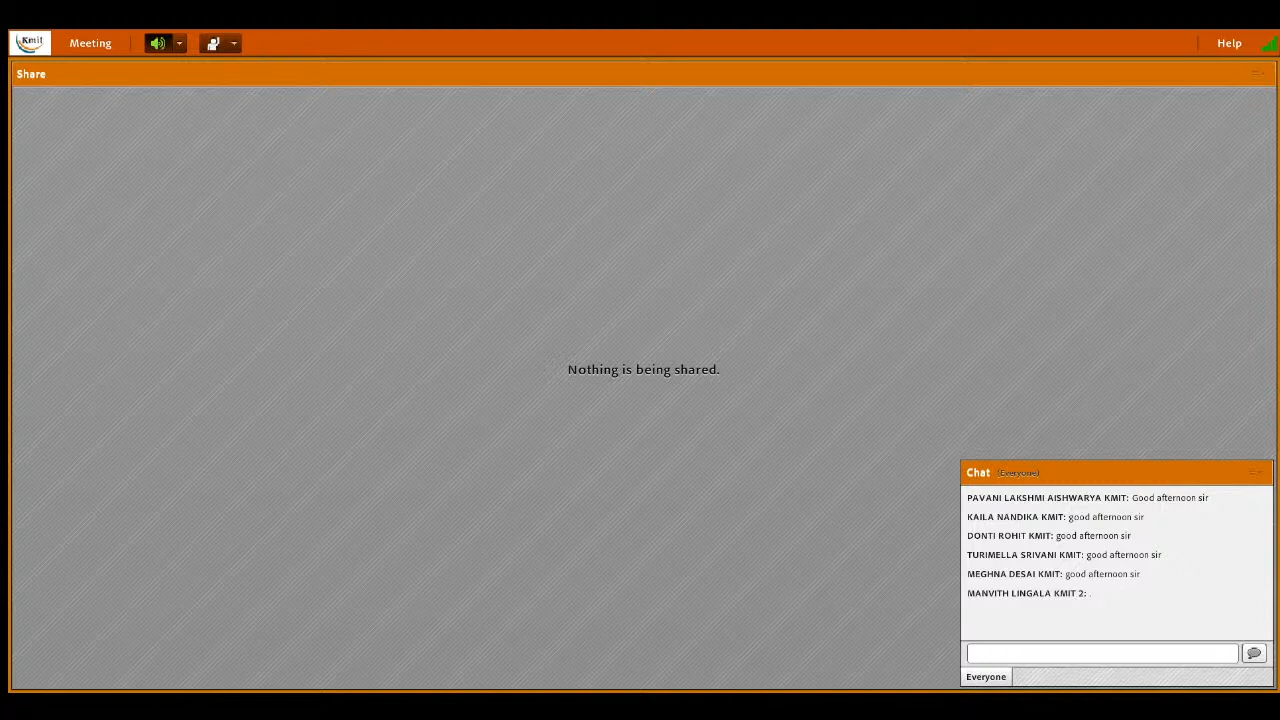 Kmit
Meeting
Help
Share
Nothing is being shared.
Chat (Everyone)
PAVANI LAKSHMI AISHWARYA KMIT: Good afternoon sir
KAILA NANDIKA KMIT: good afternoon sir
DONTI ROHIT KMIT: good afternoon sir
TURIMELLA SRIVANI KMIT: good afternoon sir
MEGHNA DESAI KMIT: good afternoon sir
MANVITH LINGALA KMIT 2: .
Everyone